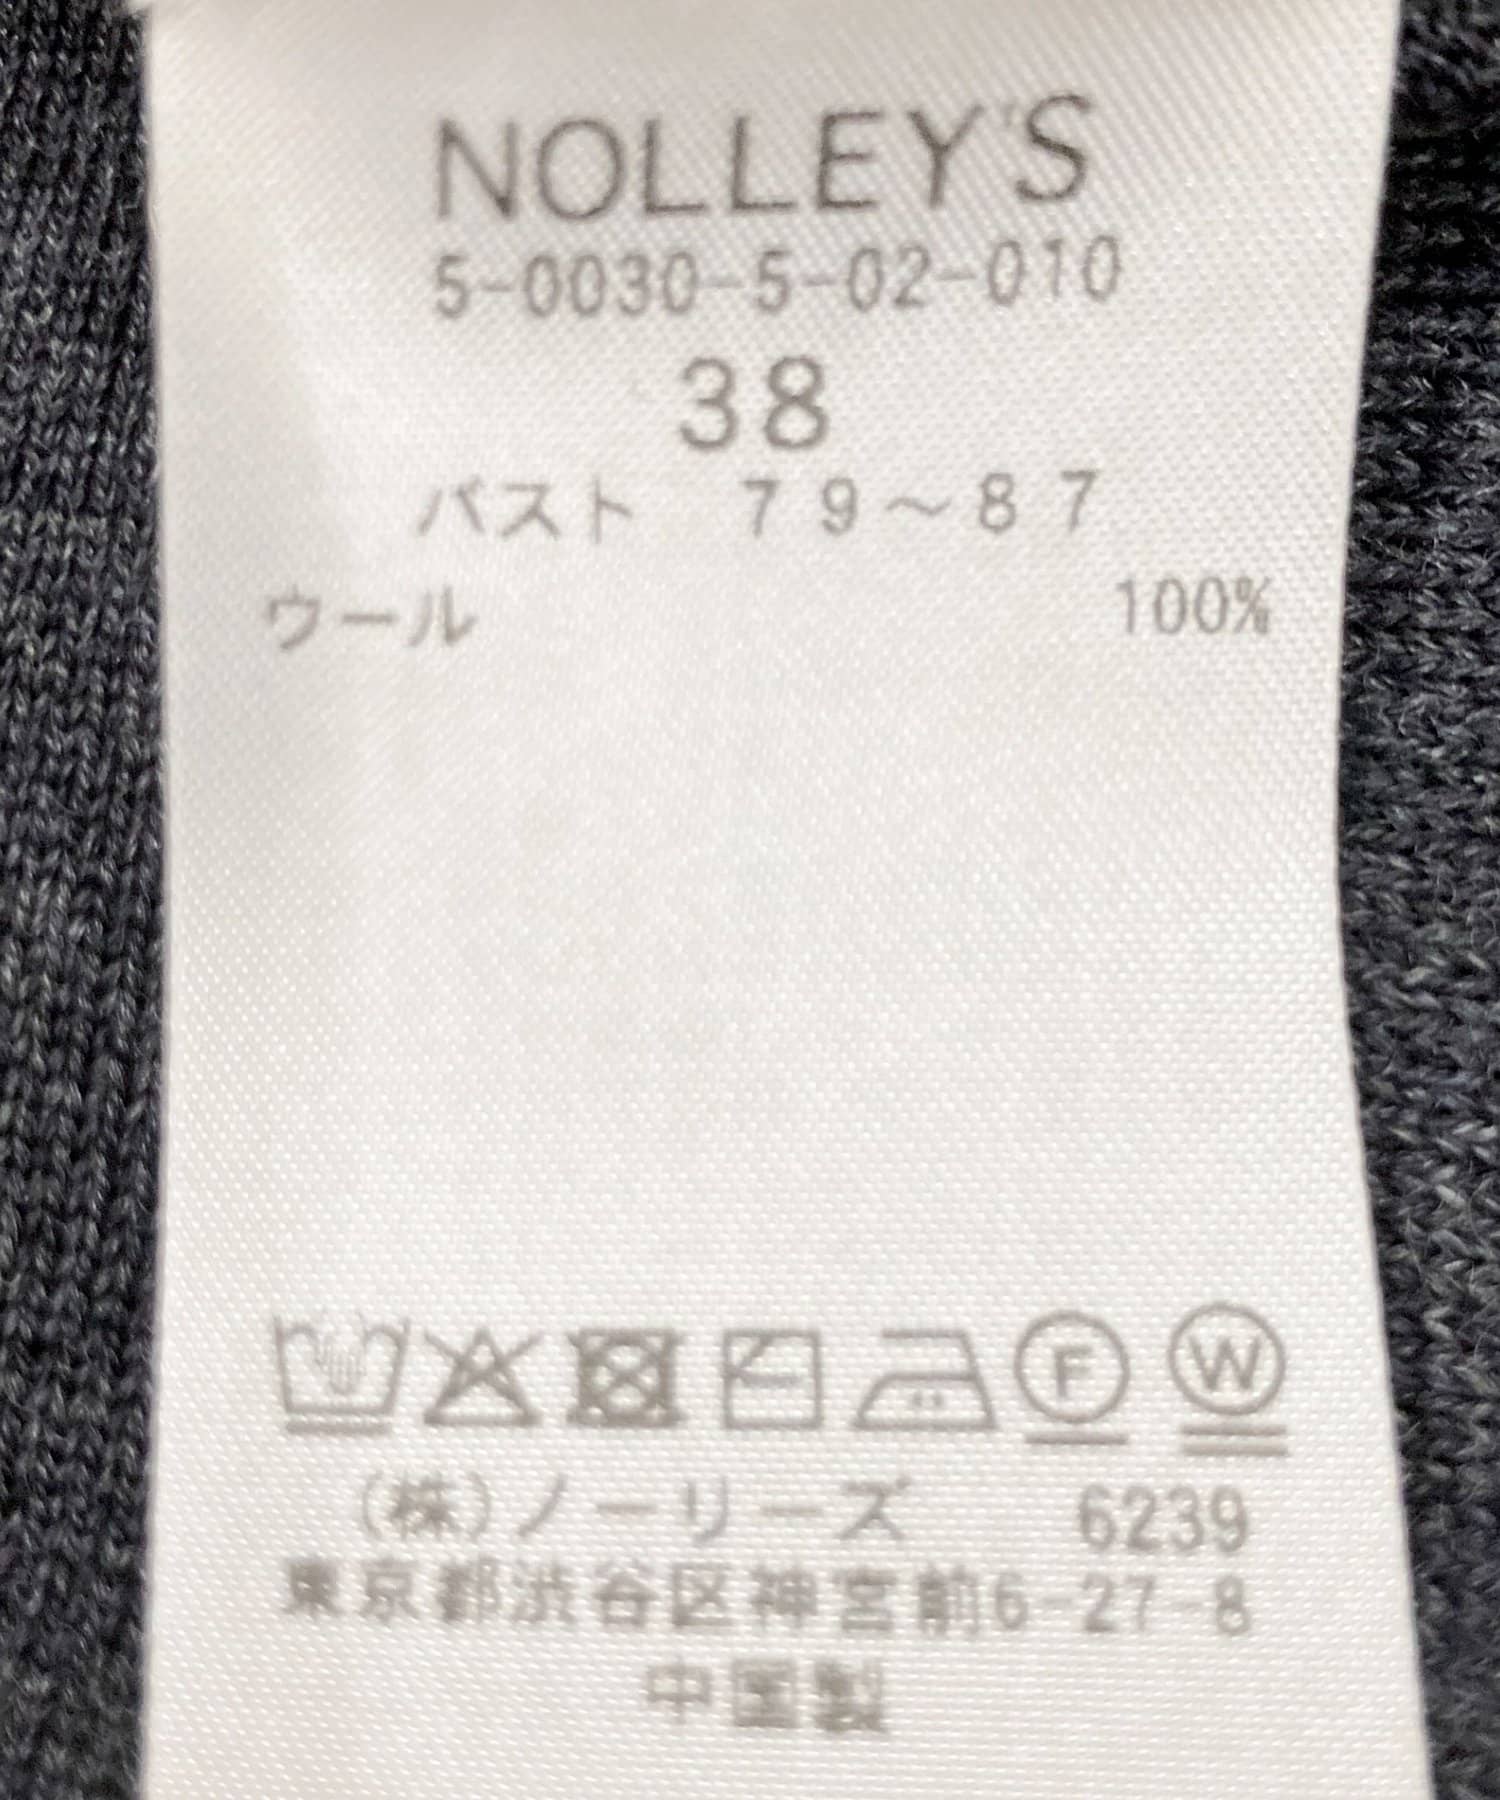 NOLLEY'S
5-0030-5-02-010
38
バスト 79～87
ウール 100%
F W
(株)ノーリーズ 6239
東京都渋谷区神宮前6-27-8
中国製